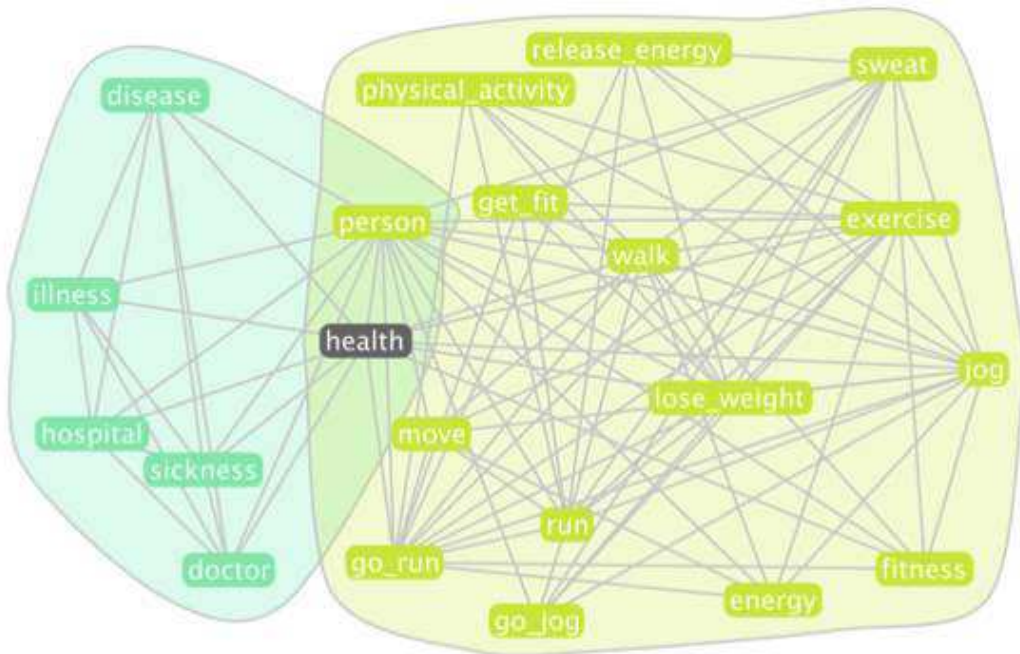 release_energy
sweat
disease
physical_activity
get_fit
person
exercise
walk
illness
health
jog
lose_weight
hospital
move
sickness
run
go_run
doctor
fitness
energy
go_jog